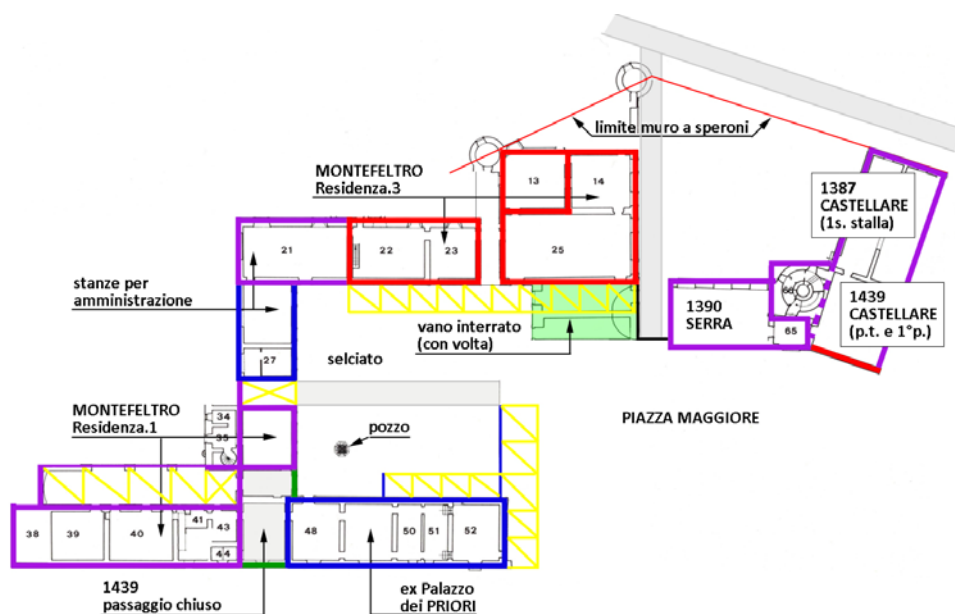 limite muro a speroni
MONTEFELTRO
Residenza.3
13
14
1387
CASTELLARE
(1s. stalla)
21
22
23
25
stanze per
amministrazione
vano interrato
(con volta)
1390
SERRA
66
65
1439
CASTELLARE
(p.t. e 1°p.)
27
selciato
MONTEFELTRO
Residenza.1
34
35
pozzo
PIAZZA MAGGIORE
38
39
40
41
43
44
48
50
51
52
1439
passaggio chiuso
ex Palazzo
dei PRIORI